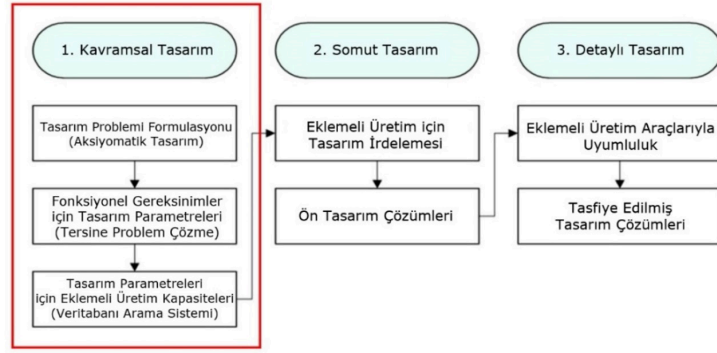 1. Kavramsal Tasarım
Tasarım Problemi Formulasyonu
(Aksiyomatik Tasarım)
Fonksiyonel Gereksinimler
için Tasarım Parametreleri
(Tersine Problem Çözme)
Tasarım Parametreleri
için Eklemeli Üretim Kapasiteleri
(Veritabanı Arama Sistemi)
2. Somut Tasarım
Eklemeli Üretim için
Tasarım İrdelemesi
Ön Tasarım Çözümleri
3. Detaylı Tasarım
Eklemeli Üretim Araçlarıyla
Uyumluluk
Tasfiye Edilmiş
Tasarım Çözümleri